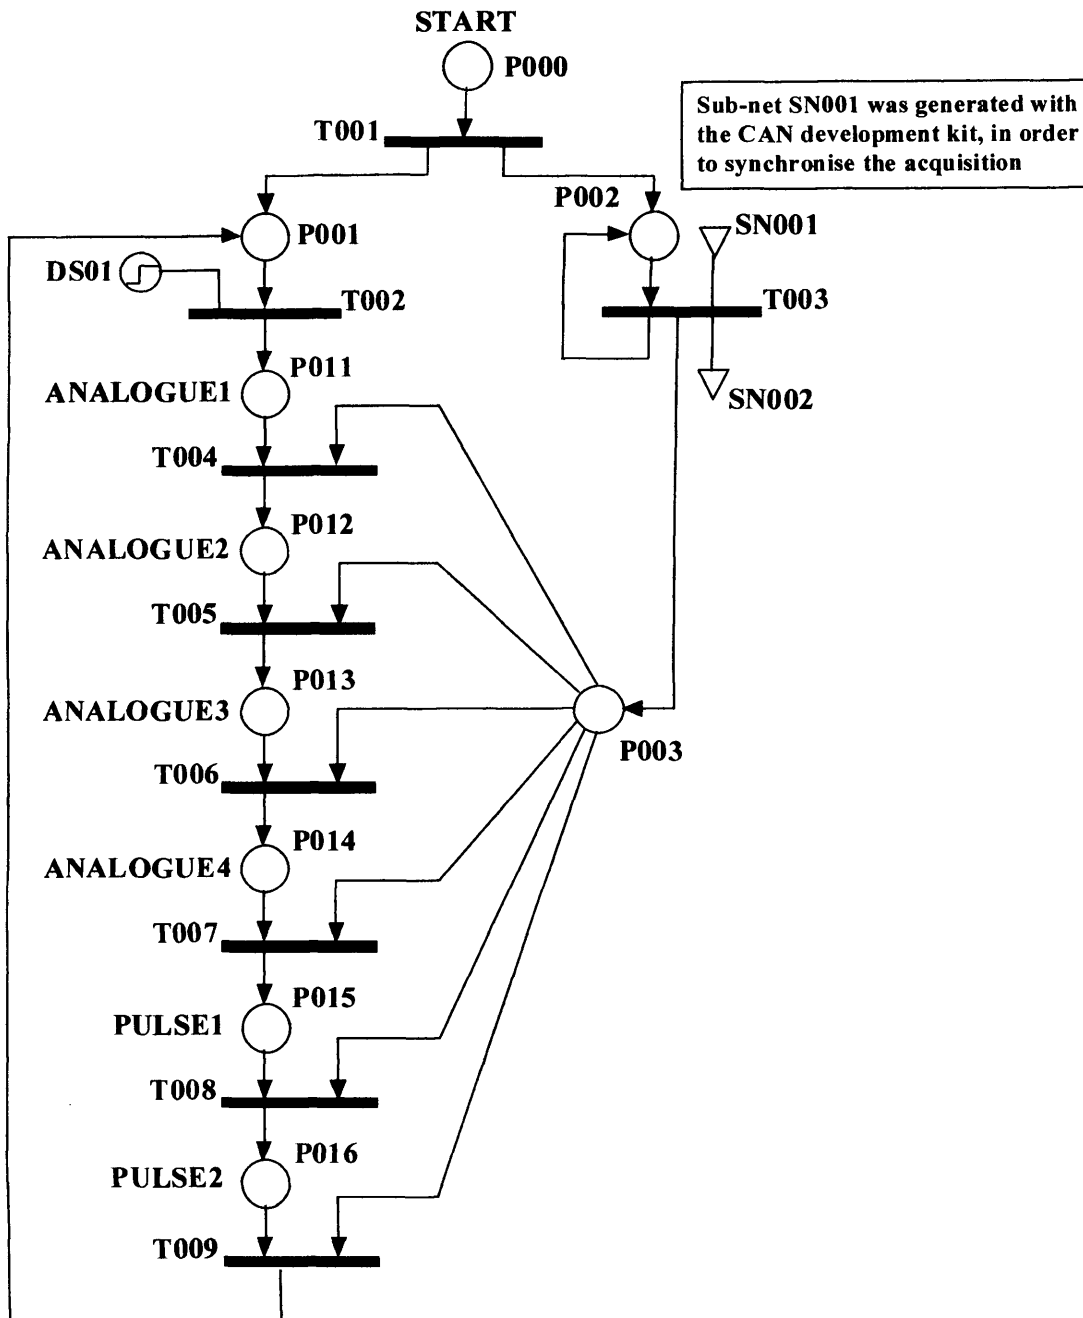 START
P000
Sub-net SN001 was generated with
the CAN development kit, in order
to synchronise the acquisition
T001
P002
P001
SN001
DS01
T002
T003
P011
ANALOGUE1
SN002
T004
P012
ANALOGUE2
T005
P013
ANALOGUE3
P003
T006
P014
ANALOGUE4
T007
P015
PULSE1
T008
P016
PULSE2
T009